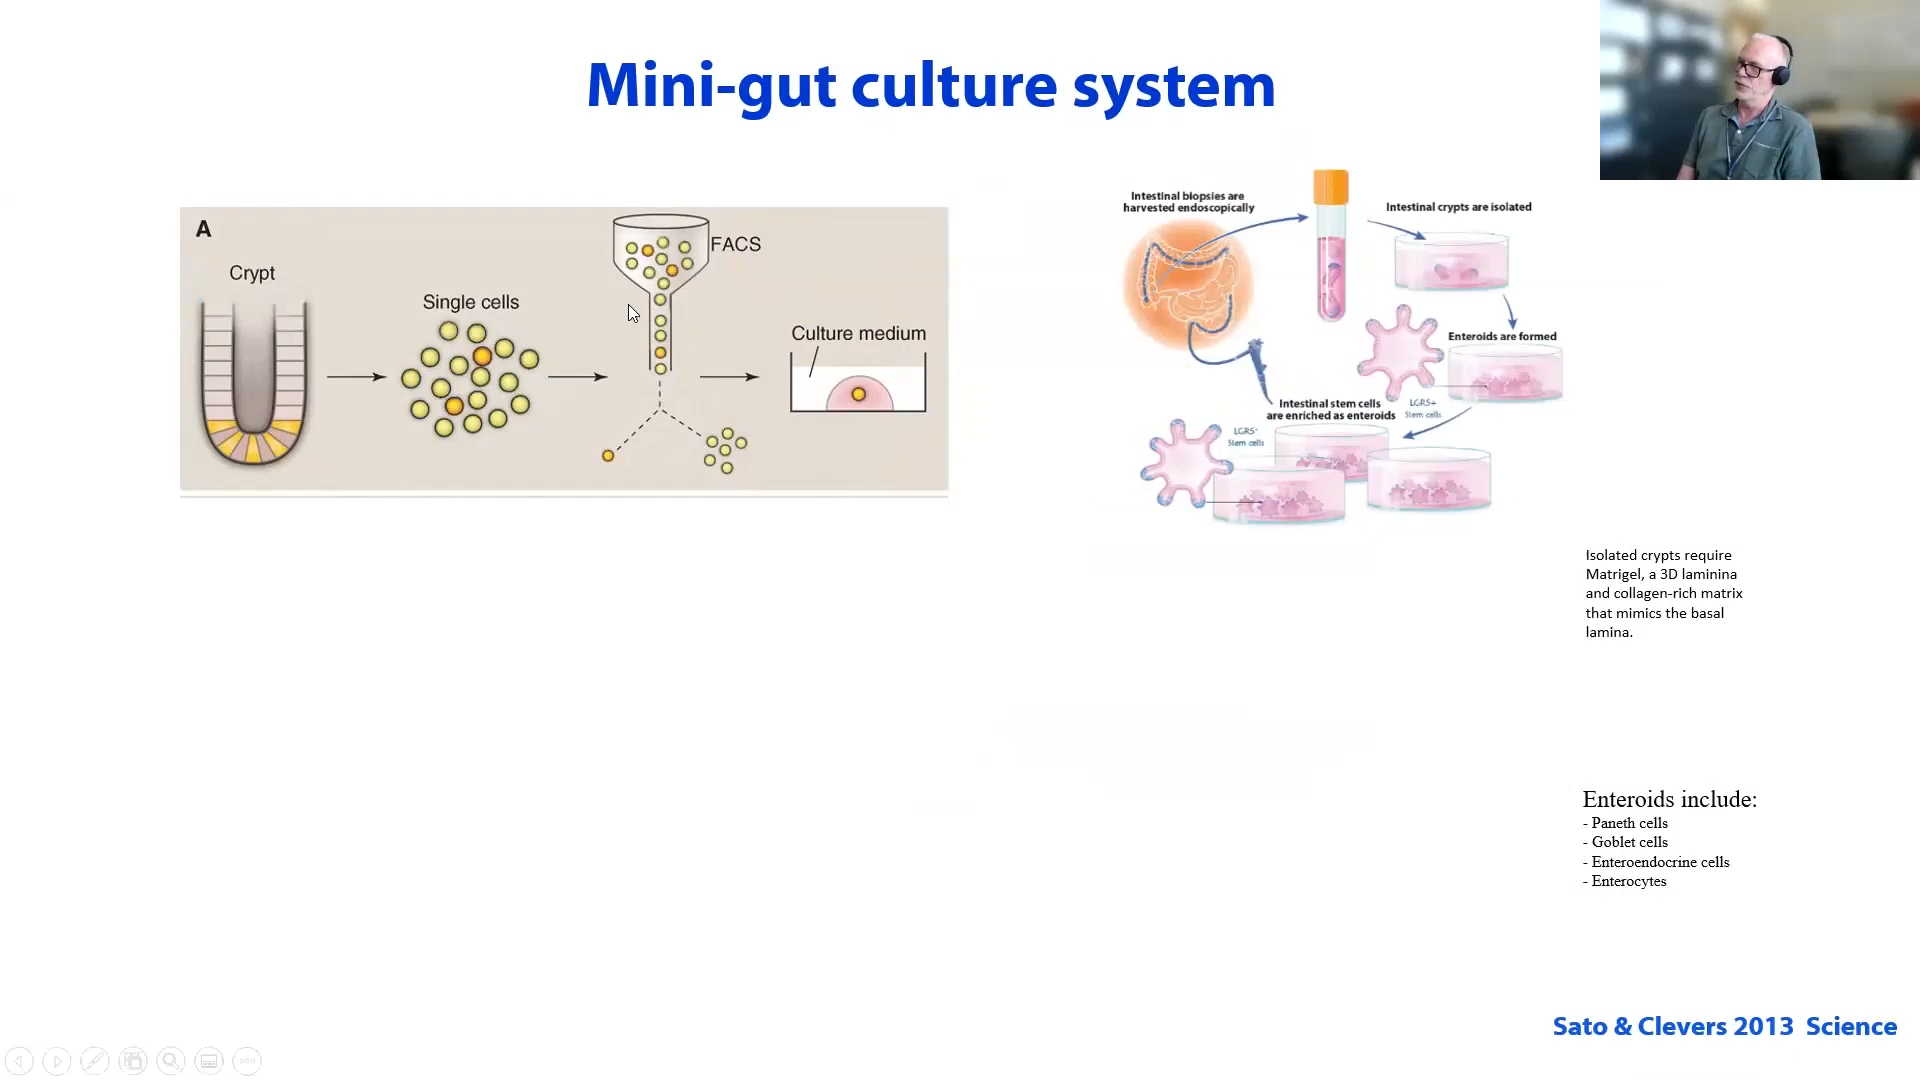 Mini-gut culture system
A
Crypt
Single cells
FACS
Culture medium
Intestinal biopsies are
harvested endoscopically
Intestinal crypts are isolated
Enteroids are formed
LGR5+
Stem cells
Intestinal stem cells
are enriched as enteroids
LGR5+
Stem cells
Isolated crypts require
Matrigel, a 3D laminina
and collagen-rich matrix
that mimics the basal
lamina.
Enteroids include:
- Paneth cells
- Goblet cells
- Enteroendocrine cells
- Enterocytes
Sato & Clevers 2013 Science